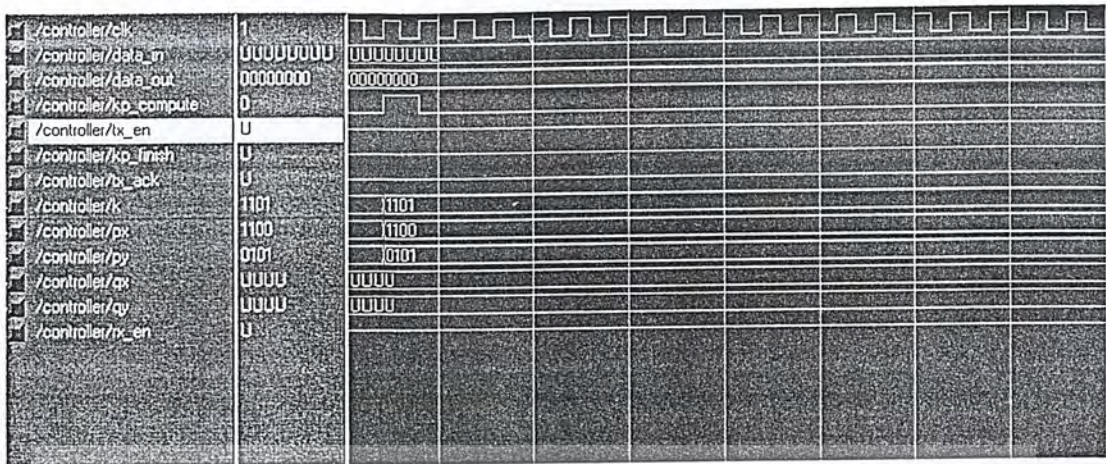 /controller/clk 1
/controller/data_in UUUUUUUU UUUUUUUU
/controller/data_out 00000000 00000000
/controller/kp_compute 0
/controller/tx_en U
/controller/kp_finish U
/controller/tx_ack U
/controller/k 1101 1101
/controller/px 1100 1100
/controller/py 0101 0101
/controller/qx UUUU UUUU
/controller/qy UUUU UUUU
/controller/rx_en U